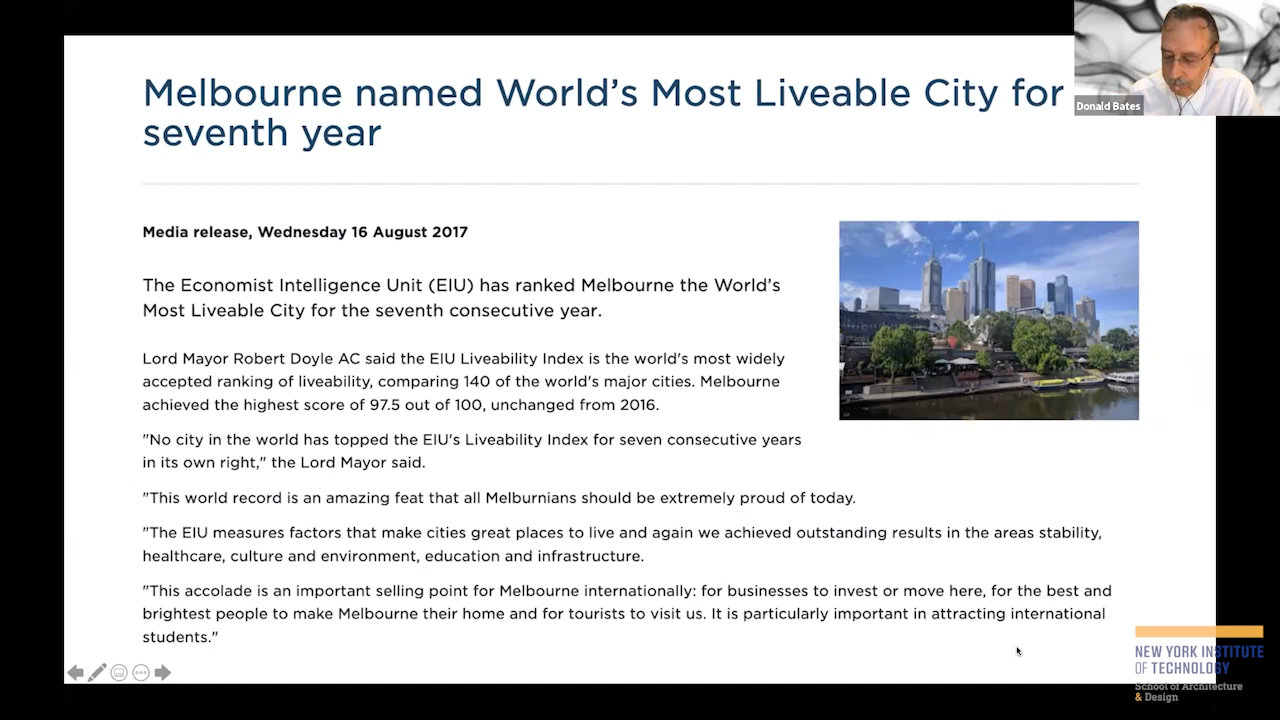 Melbourne named World's Most Liveable City for
seventh year
Donald Bates
Media release, Wednesday 16 August 2017
The Economist Intelligence Unit (EIU) has ranked Melbourne the World's
Most Liveable City for the seventh consecutive year.
Lord Mayor Robert Doyle AC said the EIU Liveability Index is the world's most widely
accepted ranking of liveability, comparing 140 of the world's major cities. Melbourne
achieved the highest score of 97.5 out of 100, unchanged from 2016.
"No city in the world has topped the EIU's Liveability Index for seven consecutive years
in its own right," the Lord Mayor said.
"This world record is an amazing feat that all Melburnians should be extremely proud of today.
"The EIU measures factors that make cities great places to live and again we achieved outstanding results in the areas stability,
healthcare, culture and environment, education and infrastructure.
"This accolade is an important selling point for Melbourne internationally: for businesses to invest or move here, for the best and
brightest people to make Melbourne their home and for tourists to visit us. It is particularly important in attracting international
students."
NEW YORK INSTITUTE
OF TECHNOLOGY
School of Architecture
& Design